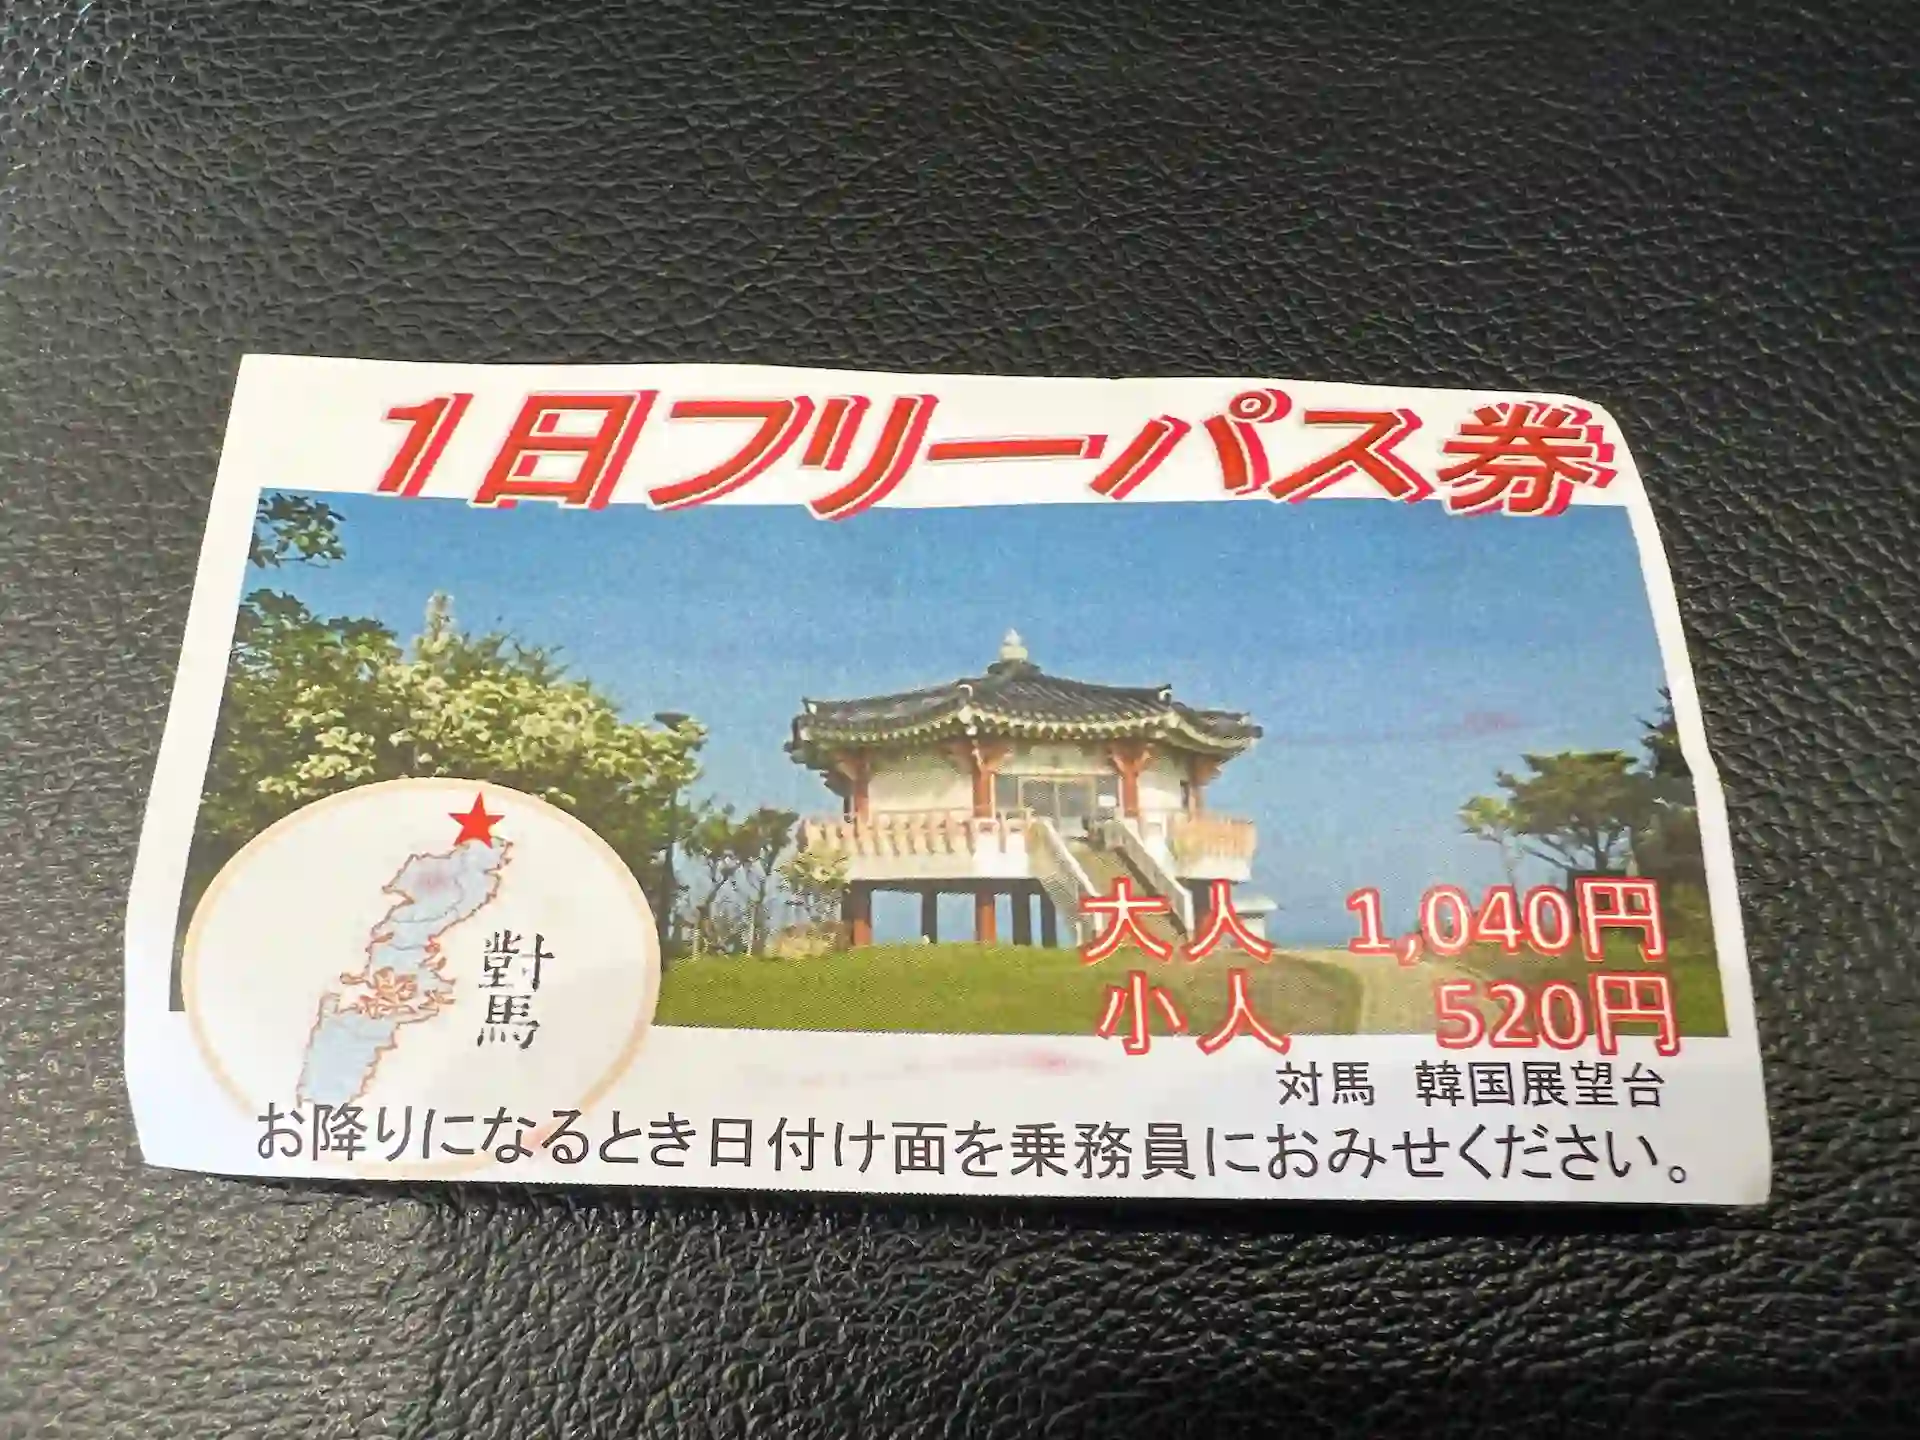 1日フリーパス券
對馬
大人 1,040円
小人 520円
対馬 韓国展望台
お降りになるとき日付け面を乗務員におみせください。